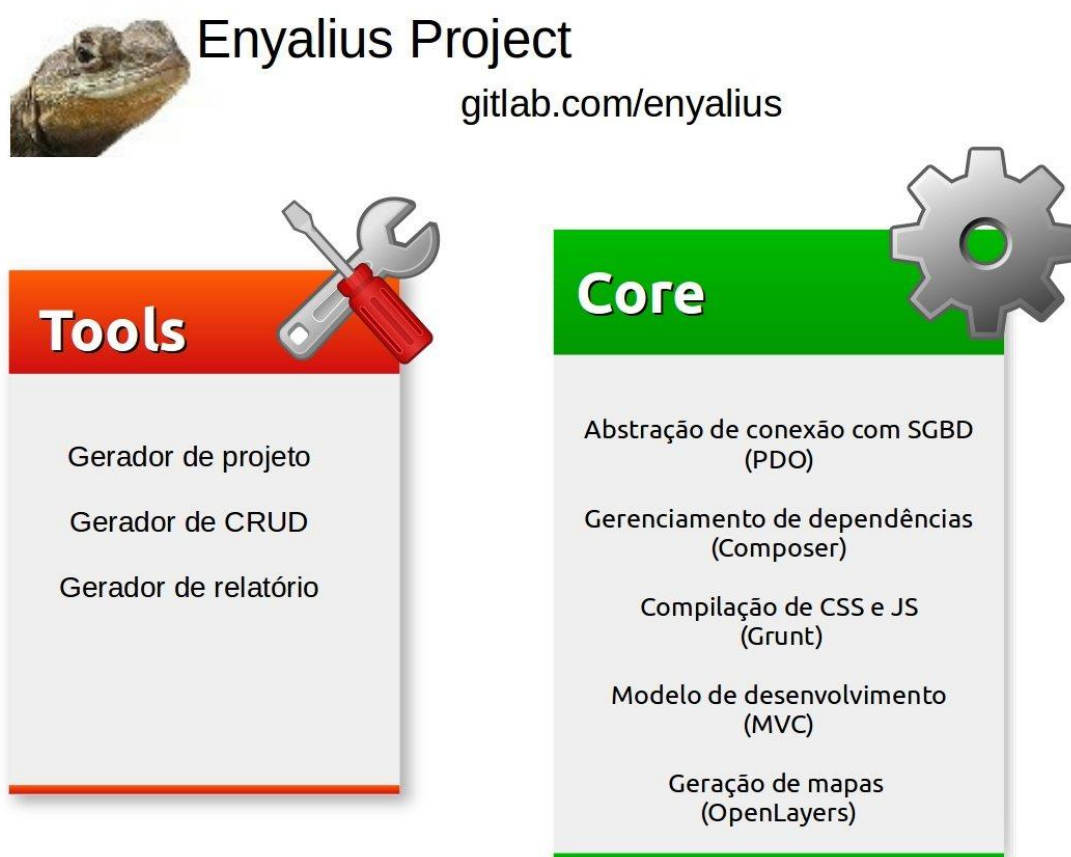 Enyalius Project
gitlab.com/enyalius
Tools
Gerador de projeto
Gerador de CRUD
Gerador de relatório
Core
Abstração de conexão com SGBD
(PDO)
Gerenciamento de dependências
(Composer)
Compilação de CSS e JS
(Grunt)
Modelo de desenvolvimento
(MVC)
Geração de mapas
(OpenLayers)